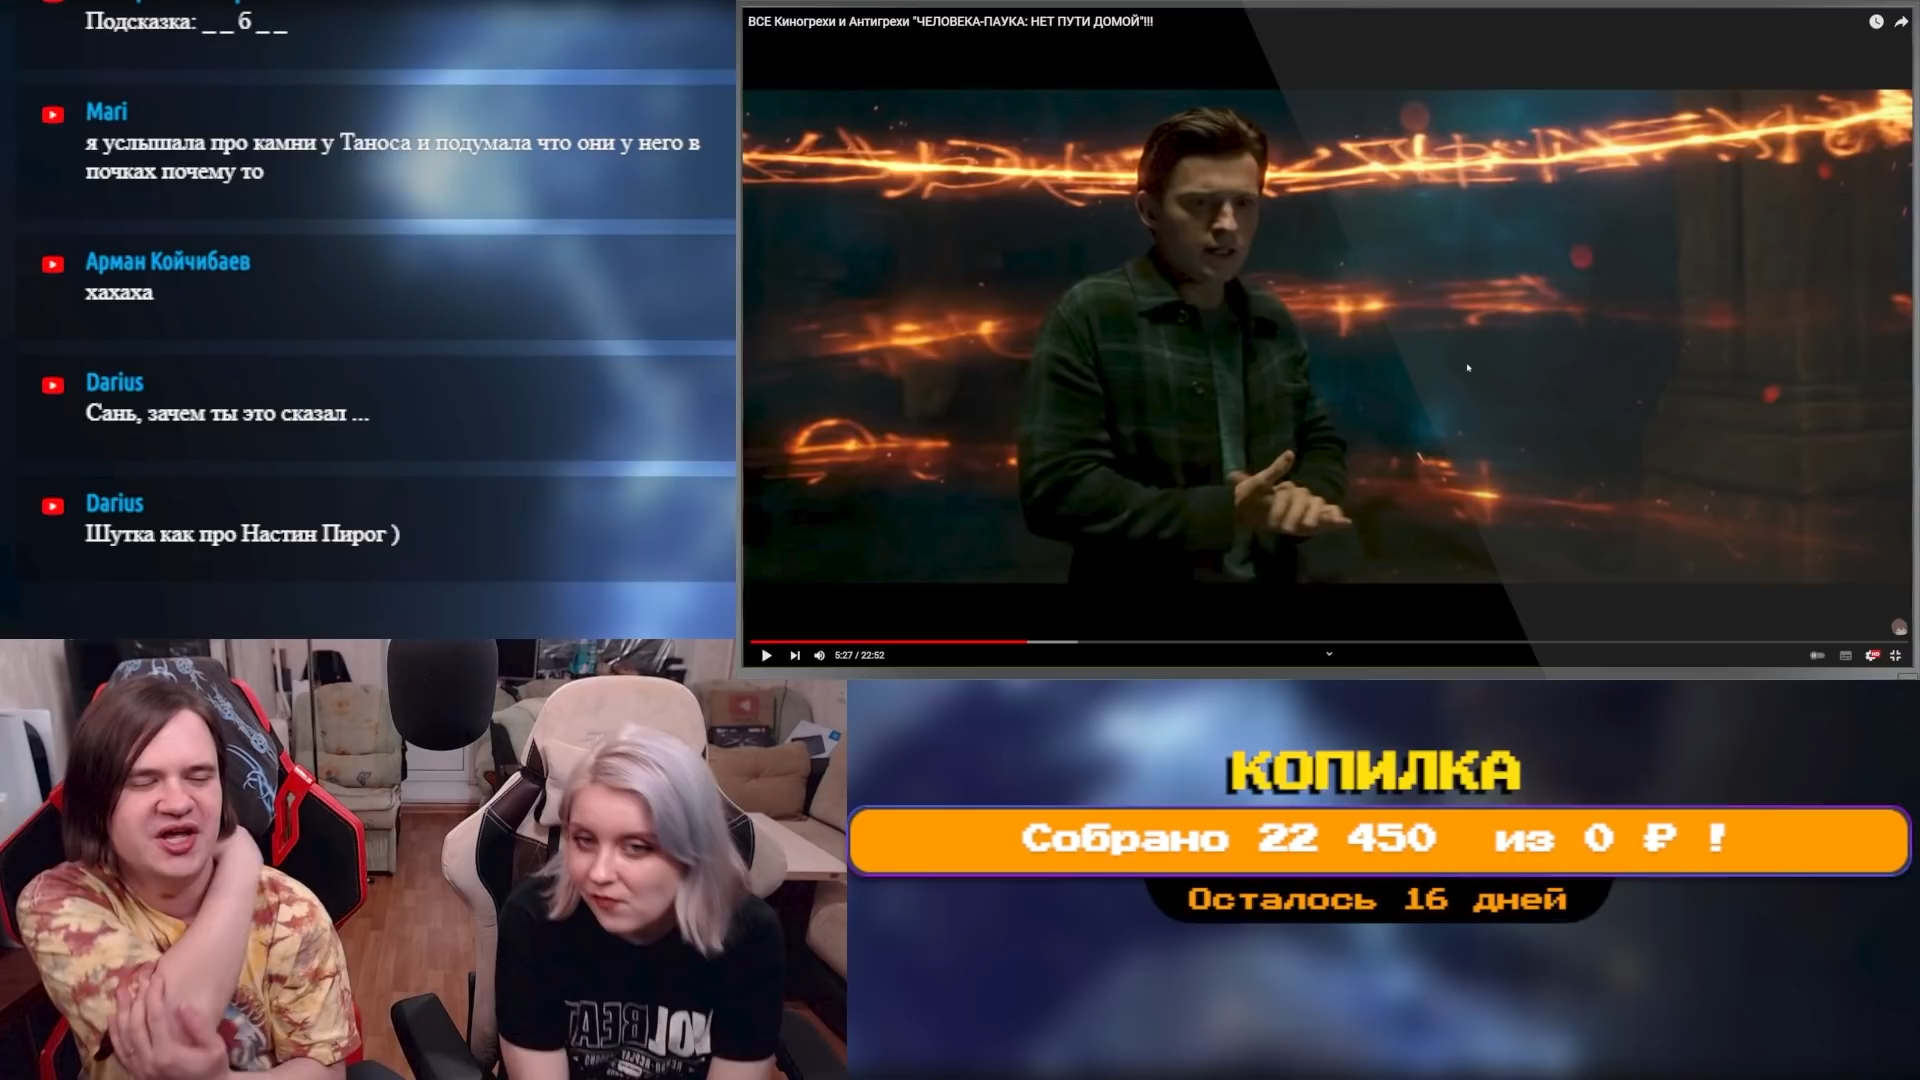 Подсказка: _ _ б _ _
Mari
я услышала про камни у Таноса и подумала что они у него в
почках почему то
Арман Койчибаев
хахаха
Darius
Сань, зачем ты это сказал ...
Darius
Шутка как про Настин Пирог )
ВСЕ Киногрехи и Антигрехи "ЧЕЛОВЕКА-ПАУКА: НЕТ ПУТИ ДОМОЙ"!!!
5:27 / 22:52
КОПИЛКА
Собрано 22 450 из 0 ₽ !
Осталось 16 дней